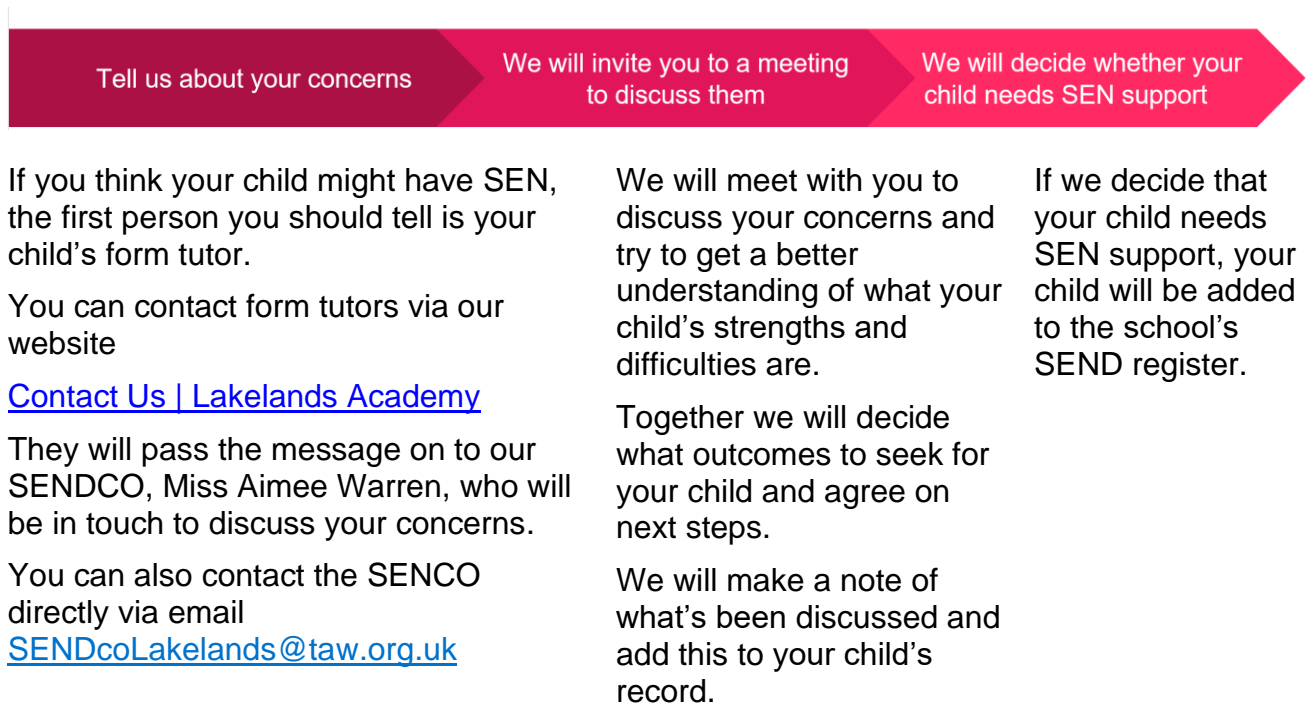 Tell us about your concerns
We will invite you to a meeting
to discuss them
We will decide whether your
child needs SEN support
If you think your child might have SEN,
the first person you should tell is your
child’s form tutor.
You can contact form tutors via our
website
Contact Us | Lakelands Academy
They will pass the message on to our
SENDCO, Miss Aimee Warren, who will
be in touch to discuss your concerns.
You can also contact the SENCO
directly via email
SENDcoLakelands@taw.org.uk
We will meet with you to
discuss your concerns and
try to get a better
understanding of what your
child’s strengths and
difficulties are.
Together we will decide
what outcomes to seek for
your child and agree on
next steps.
We will make a note of
what’s been discussed and
add this to your child’s
record.
If we decide that
your child needs
SEN support, your
child will be added
to the school’s
SEND register.